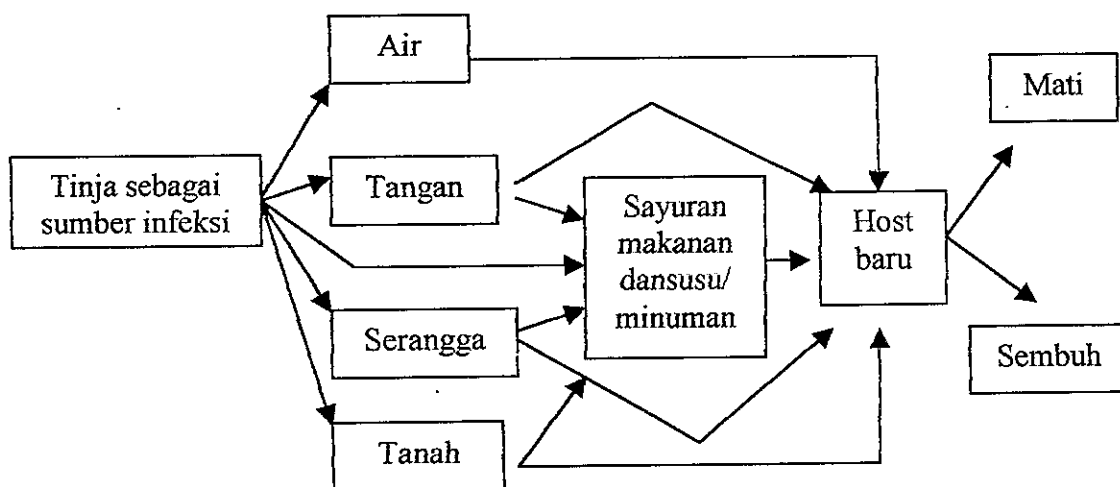 Air
Mati
Tinja sebagai
sumber infeksi
Tangan
Sayuran
makanan
dansusu/
minuman
Host
baru
Serangga
Sembuh
Tanah